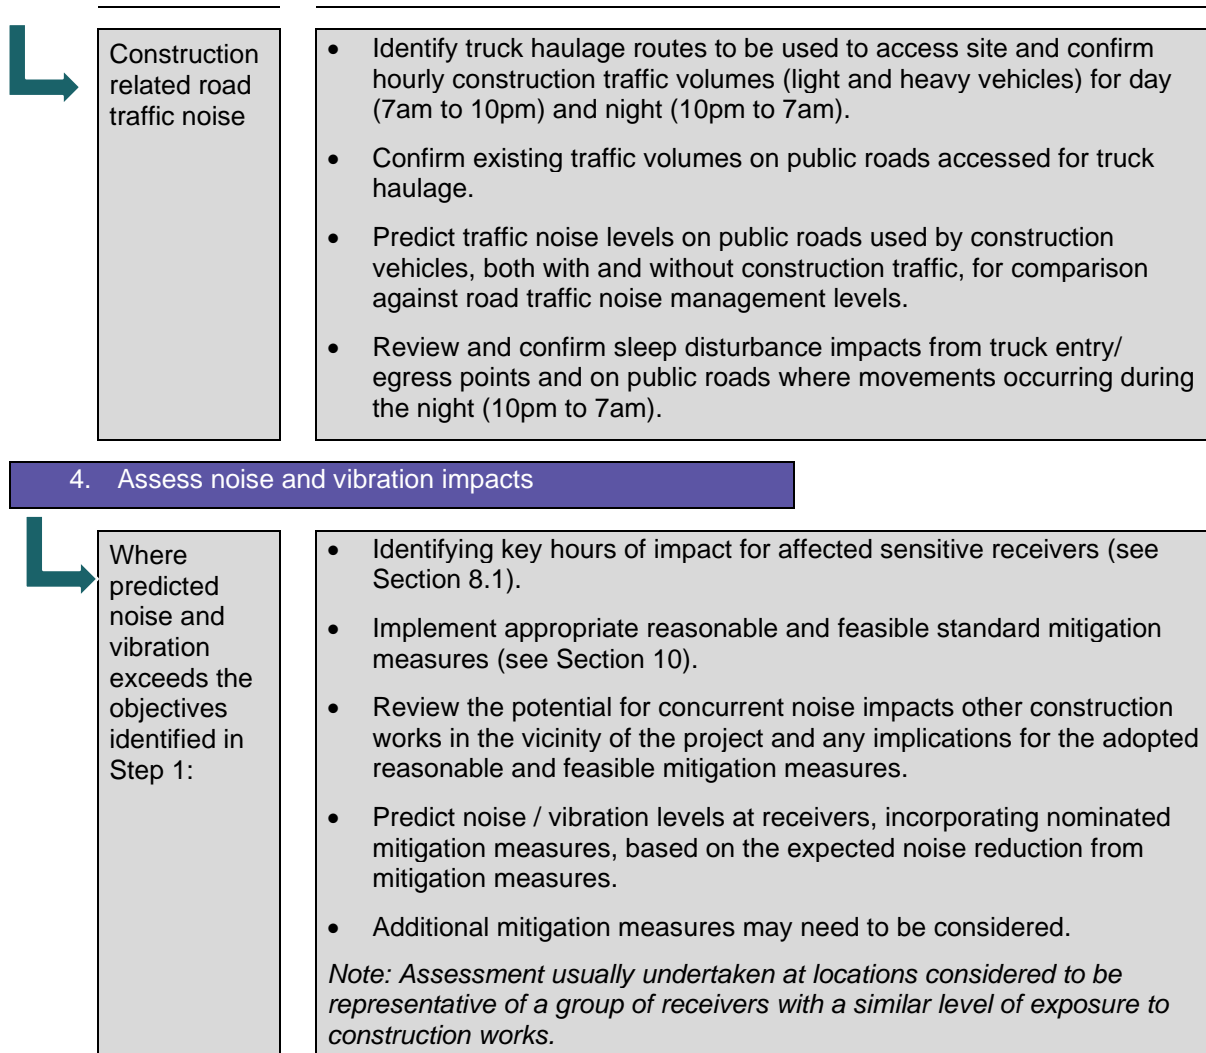 Construction
related road
traffic noise
• Identify truck haulage routes to be used to access site and confirm
hourly construction traffic volumes (light and heavy vehicles) for day
(7am to 10pm) and night (10pm to 7am).
• Confirm existing traffic volumes on public roads accessed for truck
haulage.
• Predict traffic noise levels on public roads used by construction
vehicles, both with and without construction traffic, for comparison
against road traffic noise management levels.
• Review and confirm sleep disturbance impacts from truck entry/
egress points and on public roads where movements occurring during
the night (10pm to 7am).
4. Assess noise and vibration impacts
Where
predicted
noise and
vibration
exceeds the
objectives
identified in
Step 1:
• Identifying key hours of impact for affected sensitive receivers (see
Section 8.1).
• Implement appropriate reasonable and feasible standard mitigation
measures (see Section 10).
• Review the potential for concurrent noise impacts other construction
works in the vicinity of the project and any implications for the adopted
reasonable and feasible mitigation measures.
• Predict noise / vibration levels at receivers, incorporating nominated
mitigation measures, based on the expected noise reduction from
mitigation measures.
• Additional mitigation measures may need to be considered.
Note: Assessment usually undertaken at locations considered to be
representative of a group of receivers with a similar level of exposure to
construction works.